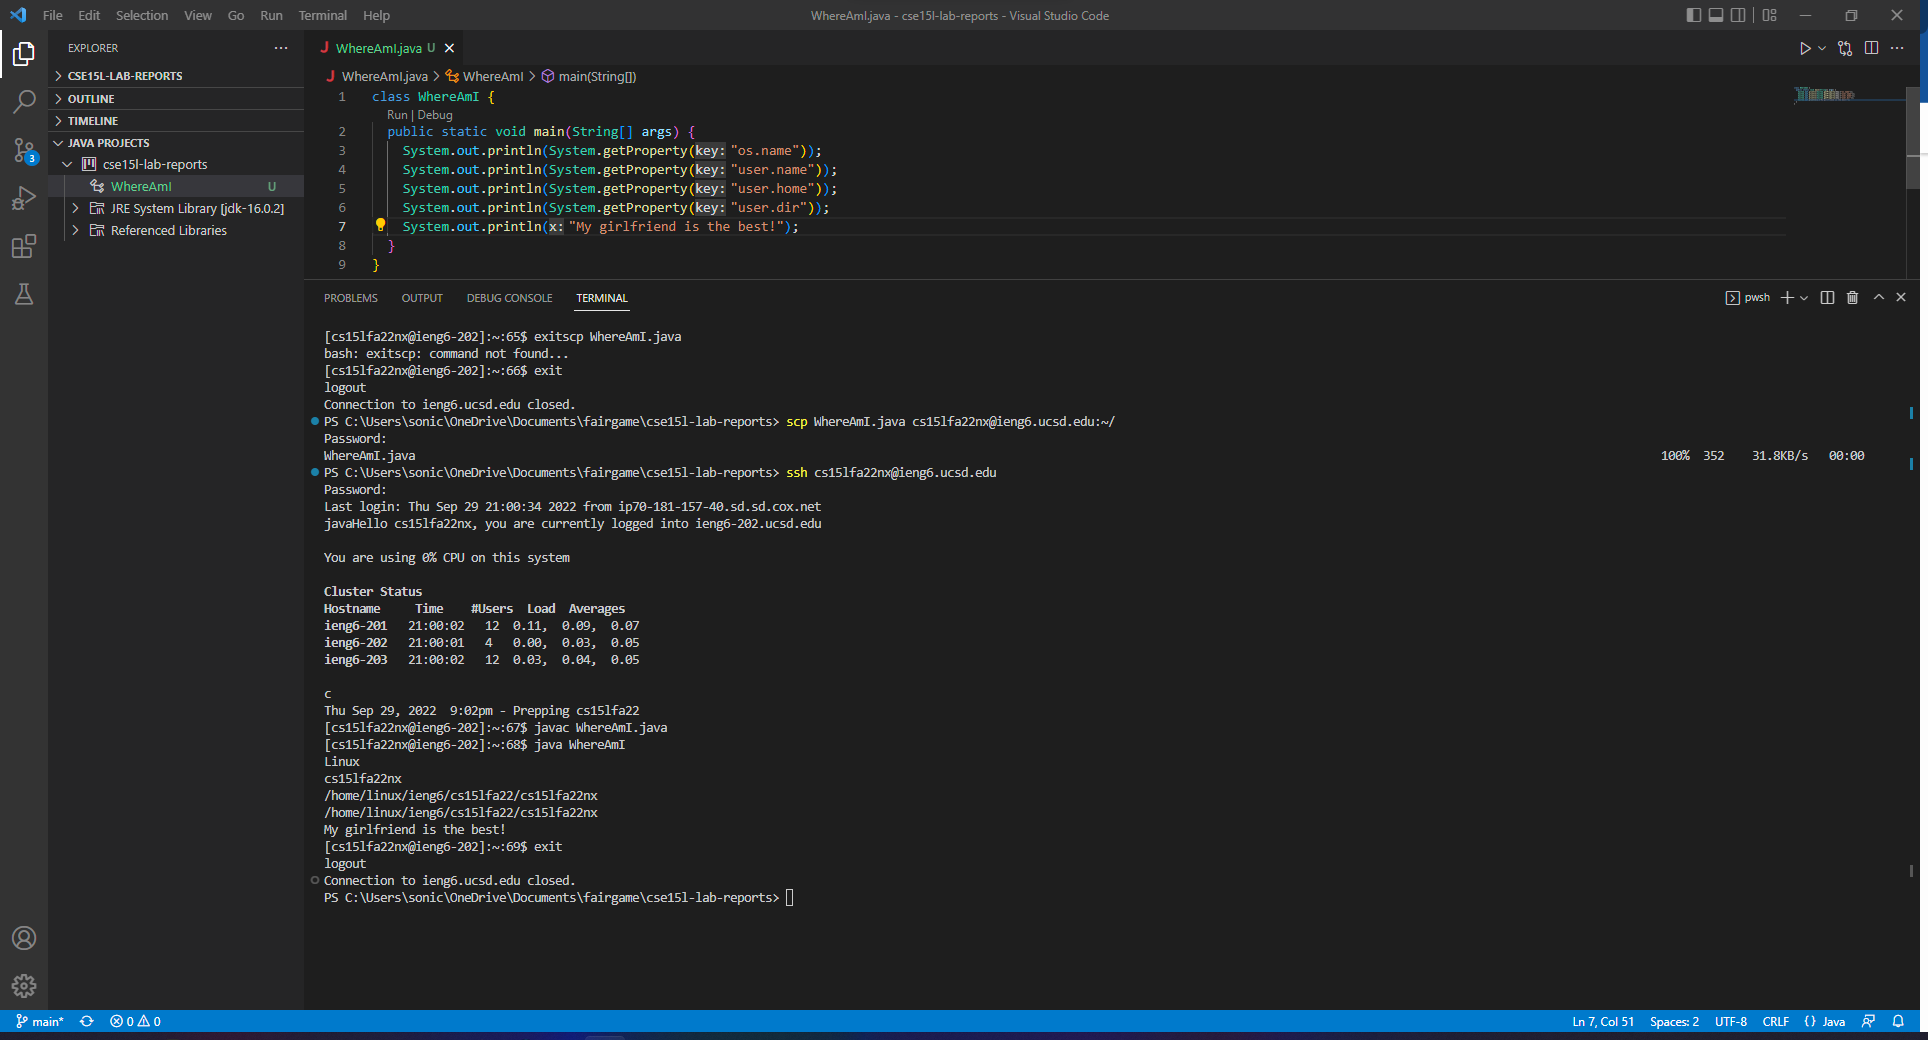 File Edit Selection View Go Run Terminal Help
WhereAmI.java - cse15l-lab-reports - Visual Studio Code
EXPLORER
CSE15L-LAB-REPORTS
OUTLINE
TIMELINE
JAVA PROJECTS
cse15l-lab-reports
WhereAmI U
JRE System Library [jdk-16.0.2]
Referenced Libraries
3
WhereAmI.java U
WhereAmI.java > WhereAmI > main(String[])
1 class WhereAmI {
Run | Debug
2 public static void main(String[] args) {
3 System.out.println(System.getProperty(key: "os.name"));
4 System.out.println(System.getProperty(key: "user.name"));
5 System.out.println(System.getProperty(key: "user.home"));
6 System.out.println(System.getProperty(key: "user.dir"));
7 System.out.println(x: "My girlfriend is the best!");
8 }
9 }
PROBLEMS OUTPUT DEBUG CONSOLE TERMINAL
pwsh
[cs15lfa22nx@ieng6-202]:~:65$ exitscp WhereAmI.java
bash: exitscp: command not found...
[cs15lfa22nx@ieng6-202]:~:66$ exit
logout
Connection to ieng6.ucsd.edu closed.
PS C:\Users\sonic\OneDrive\Documents\fairgame\cse15l-lab-reports> scp WhereAmI.java cs15lfa22nx@ieng6.ucsd.edu:~/
Password:
WhereAmI.java 100% 352 31.8KB/s 00:00
PS C:\Users\sonic\OneDrive\Documents\fairgame\cse15l-lab-reports> ssh cs15lfa22nx@ieng6.ucsd.edu
Password:
Last login: Thu Sep 29 21:00:34 2022 from ip70-181-157-40.sd.sd.cox.net
javaHello cs15lfa22nx, you are currently logged into ieng6-202.ucsd.edu
You are using 0% CPU on this system
Cluster Status
Hostname Time #Users Load Averages
ieng6-201 21:00:02 12 0.11, 0.09, 0.07
ieng6-202 21:00:01 4 0.00, 0.03, 0.05
ieng6-203 21:00:02 12 0.03, 0.04, 0.05
c
Thu Sep 29, 2022 9:02pm - Prepping cs15lfa22
[cs15lfa22nx@ieng6-202]:~:67$ javac WhereAmI.java
[cs15lfa22nx@ieng6-202]:~:68$ java WhereAmI
Linux
cs15lfa22nx
/home/linux/ieng6/cs15lfa22/cs15lfa22nx
/home/linux/ieng6/cs15lfa22/cs15lfa22nx
My girlfriend is the best!
[cs15lfa22nx@ieng6-202]:~:69$ exit
logout
Connection to ieng6.ucsd.edu closed.
PS C:\Users\sonic\OneDrive\Documents\fairgame\cse15l-lab-reports>
main* 0 0
Ln 7, Col 51 Spaces: 2 UTF-8 CRLF {} Java